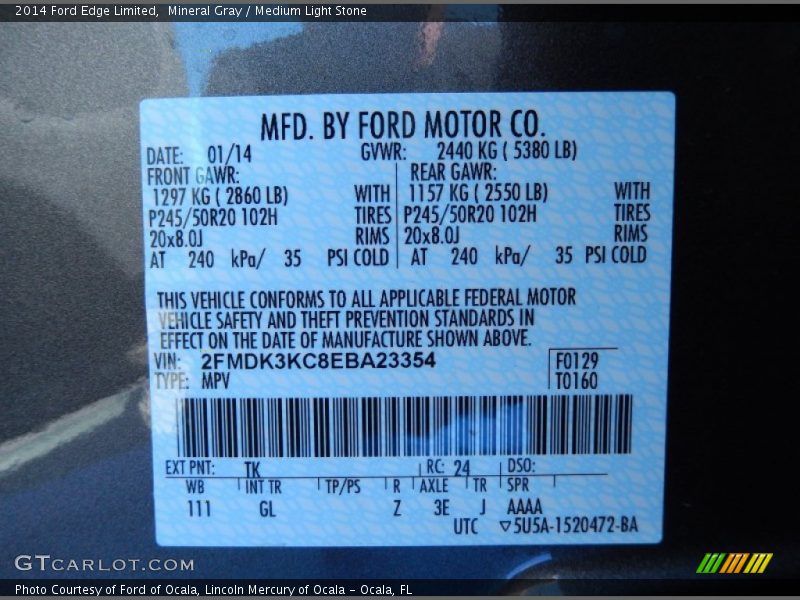 2014 Ford Edge Limited,  Mineral Gray / Medium Light Stone
MFD. BY FORD MOTOR CO.
DATE: 01/14 GVWR: 2440 KG ( 5380 LB)
FRONT GAWR: REAR GAWR:
1297 KG ( 2860 LB) WITH 1157 KG ( 2550 LB) WITH
P245/50R20 102H TIRES P245/50R20 102H TIRES
20x8.0J RIMS 20x8.0J RIMS
AT 240 kPa/ 35 PSI COLD AT 240 kPa/ 35 PSI COLD
THIS VEHICLE CONFORMS TO ALL APPLICABLE FEDERAL MOTOR
VEHICLE SAFETY AND THEFT PREVENTION STANDARDS IN
EFFECT ON THE DATE OF MANUFACTURE SHOWN ABOVE.
VIN: 2FMDK3KC8EBA23354 F0129
TYPE: MPV T0160
EXT PNT: TK RC: 24 DSO:
WB INT TR TP/PS R AXLE TR SPR
111 GL Z 3E J AAAA
UTC ▽5U5A-1520472-BA
GTCARLOT.COM
Photo Courtesy of Ford of Ocala, Lincoln Mercury of Ocala - Ocala, FL